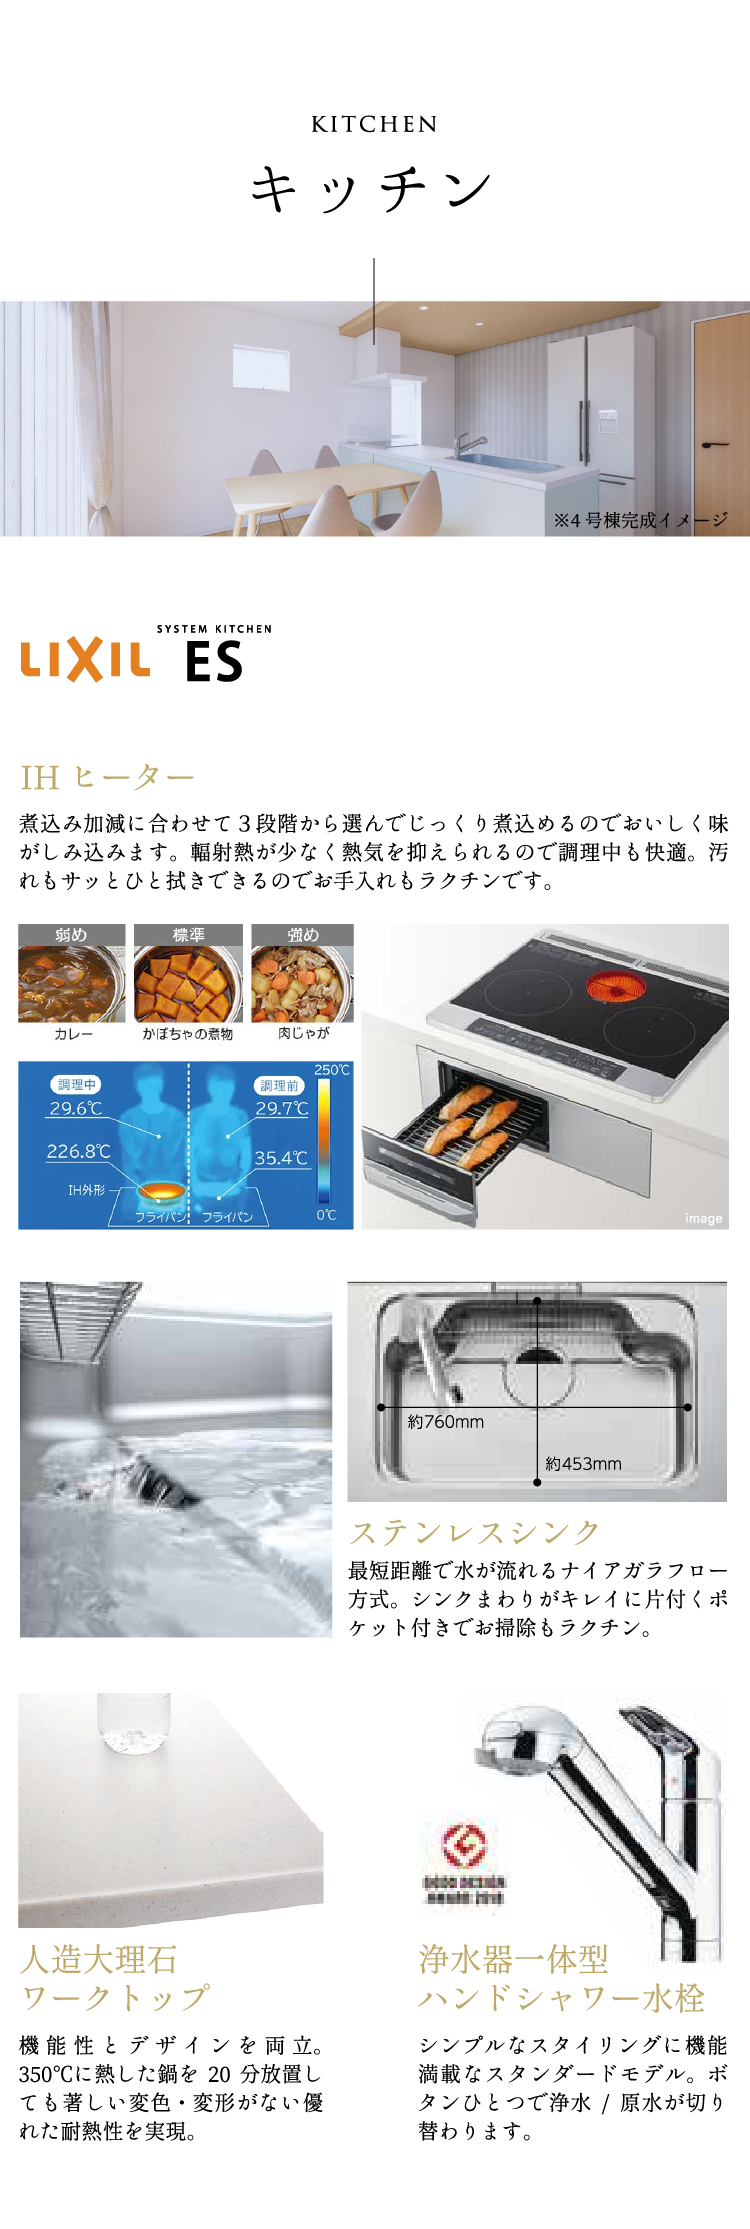 KITCHEN
キッチン
※4号棟完成イメージ
SYSTEM KITCHEN
LIXIL ES
IHヒーター
煮込み加減に合わせて３段階から選んでじっくり煮込めるのでおいしく味
がしみ込みます。輻射熱が少なく熱気を抑えられるので調理中も快適。汚
れもサッとひと拭きできるのでお手入れもラクチンです。
弱め 標準 強め
カレー かぼちゃの煮物 肉じゃが
250℃
調理中 調理前
29.6℃ 29.7℃
226.8℃ 35.4℃
IH外形
フライパン フライパン 0℃
image
約760mm
約453mm
ステンレスシンク
最短距離で水が流れるナイアガラフロー
方式。シンクまわりがキレイに片付くポ
ケット付きでお掃除もラクチン。
GOOD DESIGN
AWARD 2018
人造大理石
ワークトップ
機能性とデザインを両立。
350℃に熱した鍋を 20 分放置し
ても著しい変色・変形がない優
れた耐熱性を実現。
浄水器一体型
ハンドシャワー水栓
シンプルなスタイリングに機能
満載なスタンダードモデル。ボ
タンひとつで浄水 / 原水が切り
替わります。